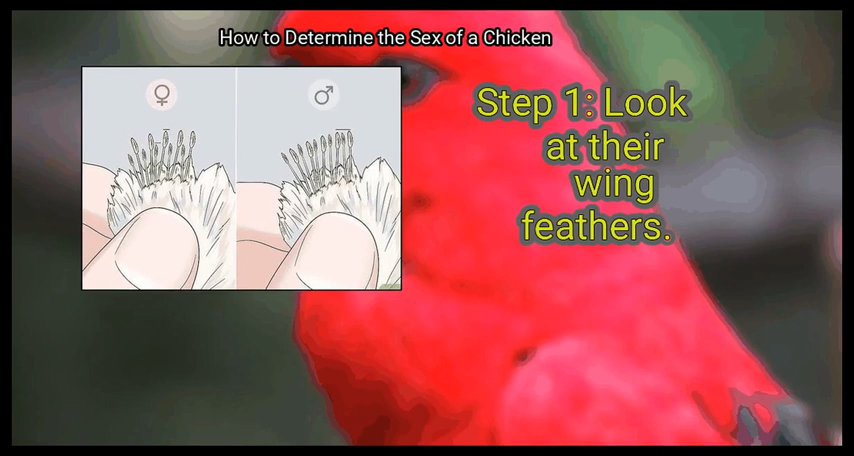 How to Determine the Sex of a Chicken
♀ ♂
Step 1: Look
at their
wing
feathers.